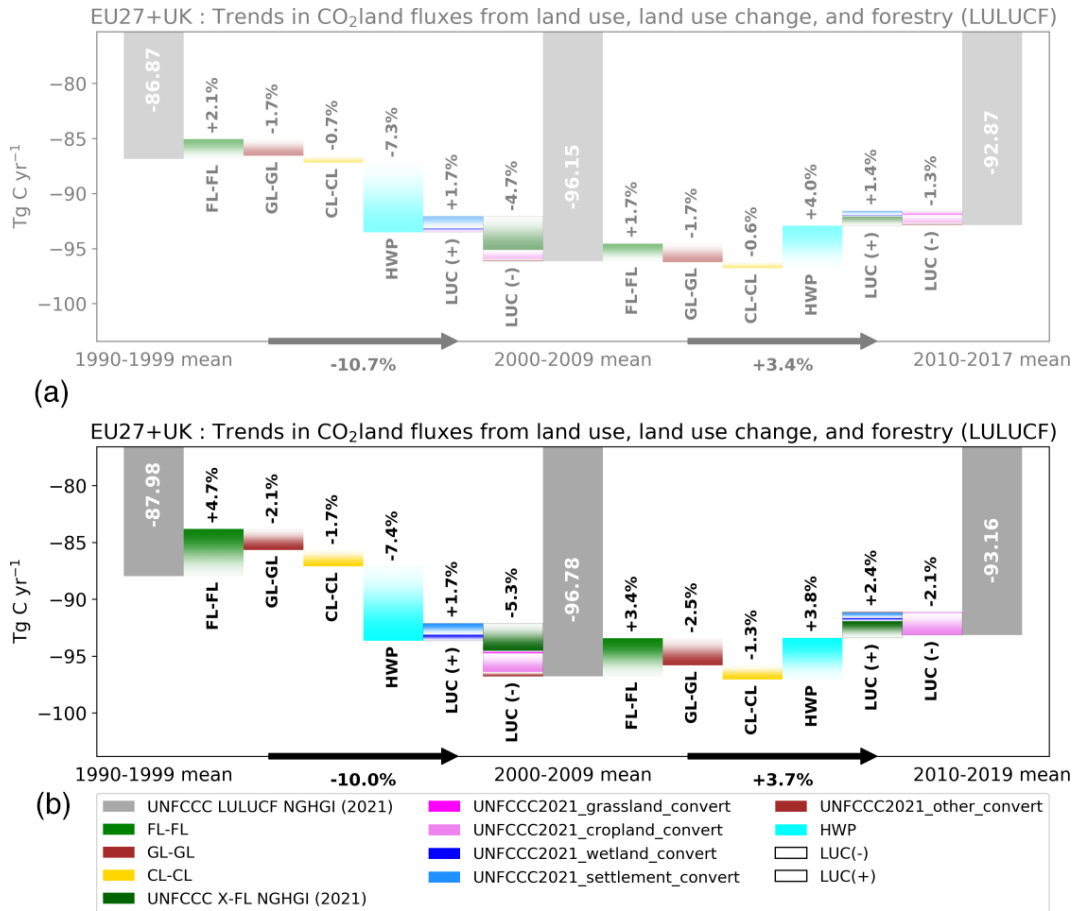 EU27+UK : Trends in CO₂land fluxes from land use, land use change, and forestry (LULUCF)
Tg C yr⁻¹
−80
−85
−90
−95
−100
-86.87
+2.1%
FL-FL
-1.7%
GL-GL
-0.7%
CL-CL
-7.3%
HWP
+1.7%
LUC (+)
-4.7%
LUC (-)
-96.15
+1.7%
FL-FL
-1.7%
GL-GL
-0.6%
CL-CL
+4.0%
HWP
+1.4%
LUC (+)
-1.3%
LUC (-)
-92.87
1990-1999 mean
-10.7%
2000-2009 mean
+3.4%
2010-2017 mean
(a)
EU27+UK : Trends in CO₂land fluxes from land use, land use change, and forestry (LULUCF)
Tg C yr⁻¹
−80
−85
−90
−95
−100
-87.98
+4.7%
FL-FL
-2.1%
GL-GL
-1.7%
CL-CL
-7.4%
HWP
+1.7%
LUC (+)
-5.3%
LUC (-)
-96.78
+3.4%
FL-FL
-2.5%
GL-GL
-1.3%
CL-CL
+3.8%
HWP
+2.4%
LUC (+)
-2.1%
LUC (-)
-93.16
1990-1999 mean
-10.0%
2000-2009 mean
+3.7%
2010-2019 mean
(b)
UNFCCC LULUCF NGHGI (2021)
FL-FL
GL-GL
CL-CL
UNFCCC X-FL NGHGI (2021)
UNFCCC2021_grassland_convert
UNFCCC2021_cropland_convert
UNFCCC2021_wetland_convert
UNFCCC2021_settlement_convert
UNFCCC2021_other_convert
HWP
LUC(-)
LUC(+)